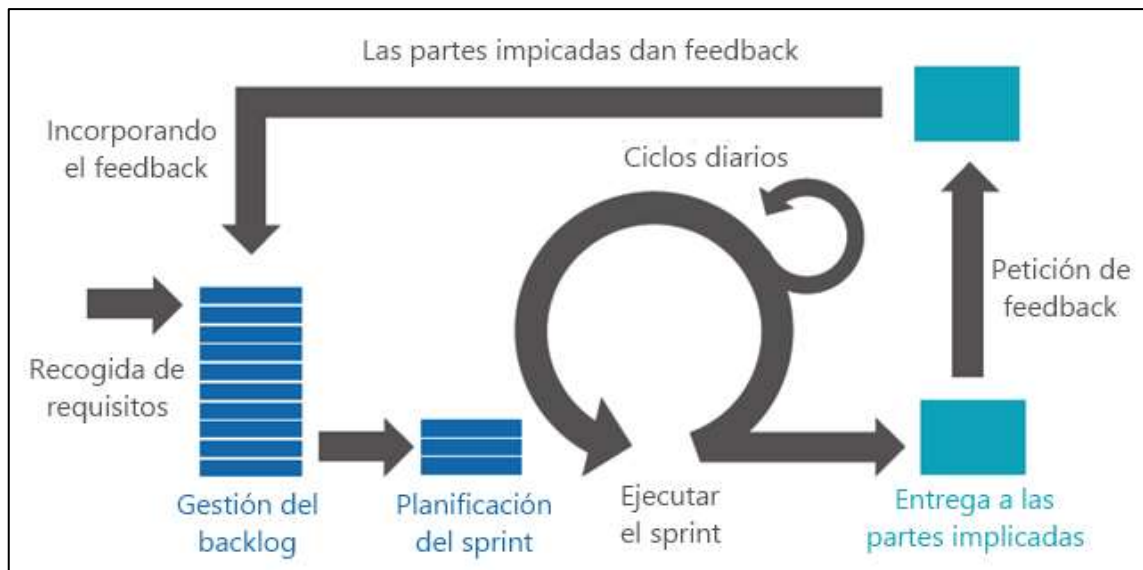 Las partes impicadas dan feedback
Incorporando
el feedback
Ciclos diarios
Petición de
feedback
Recogida de
requisitos
Gestión del
backlog
Planificación
del sprint
Ejecutar
el sprint
Entrega a las
partes implicadas